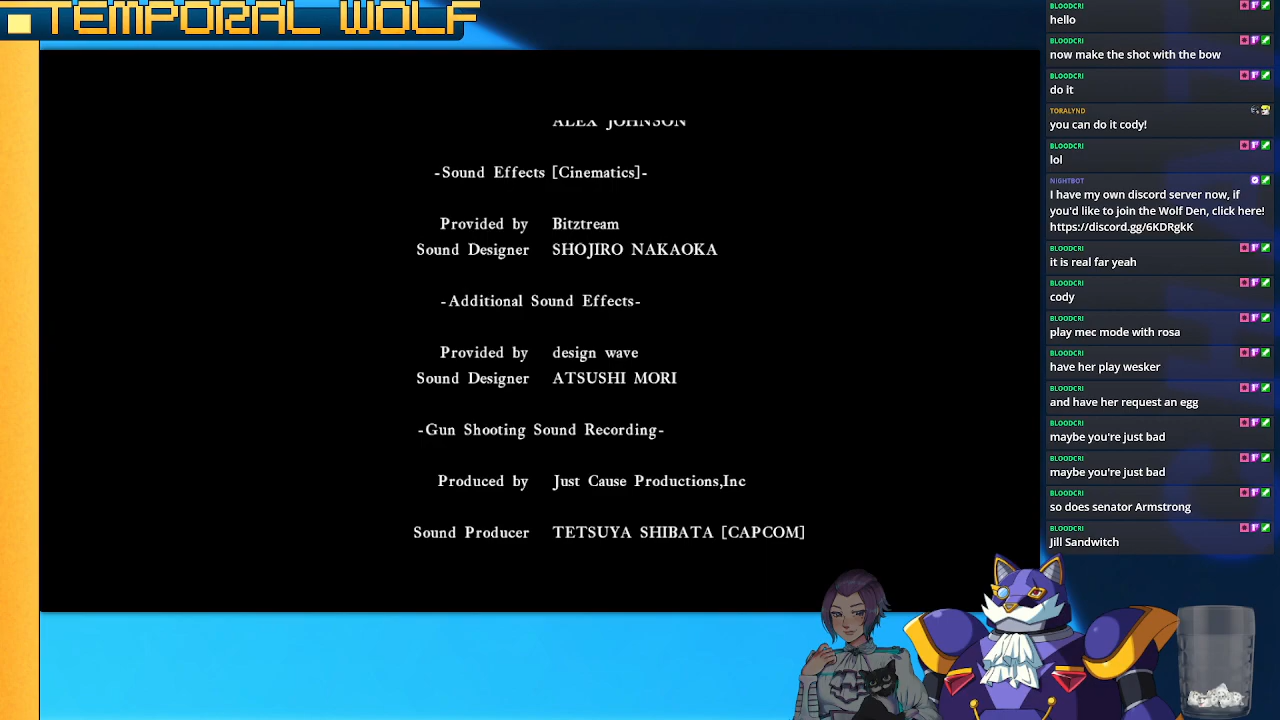 TEMPORAL WOLF
ALEX JOHNSON
-Sound Effects [Cinematics]-
Provided by Bitztream
Sound Designer SHOJIRO NAKAOKA
-Additional Sound Effects-
Provided by design wave
Sound Designer ATSUSHI MORI
-Gun Shooting Sound Recording-
Produced by Just Cause Productions,Inc
Sound Producer TETSUYA SHIBATA [CAPCOM]
BLOODCRI
hello
BLOODCRI
now make the shot with the bow
BLOODCRI
do it
TORALYND
you can do it cody!
BLOODCRI
lol
NIGHTBOT
I have my own discord server now, if
you'd like to join the Wolf Den, click here!
https://discord.gg/6KDRgkK
BLOODCRI
it is real far yeah
BLOODCRI
cody
BLOODCRI
play mec mode with rosa
BLOODCRI
have her play wesker
BLOODCRI
and have her request an egg
BLOODCRI
maybe you're just bad
BLOODCRI
maybe you're just bad
BLOODCRI
so does senator Armstrong
BLOODCRI
Jill Sandwitch